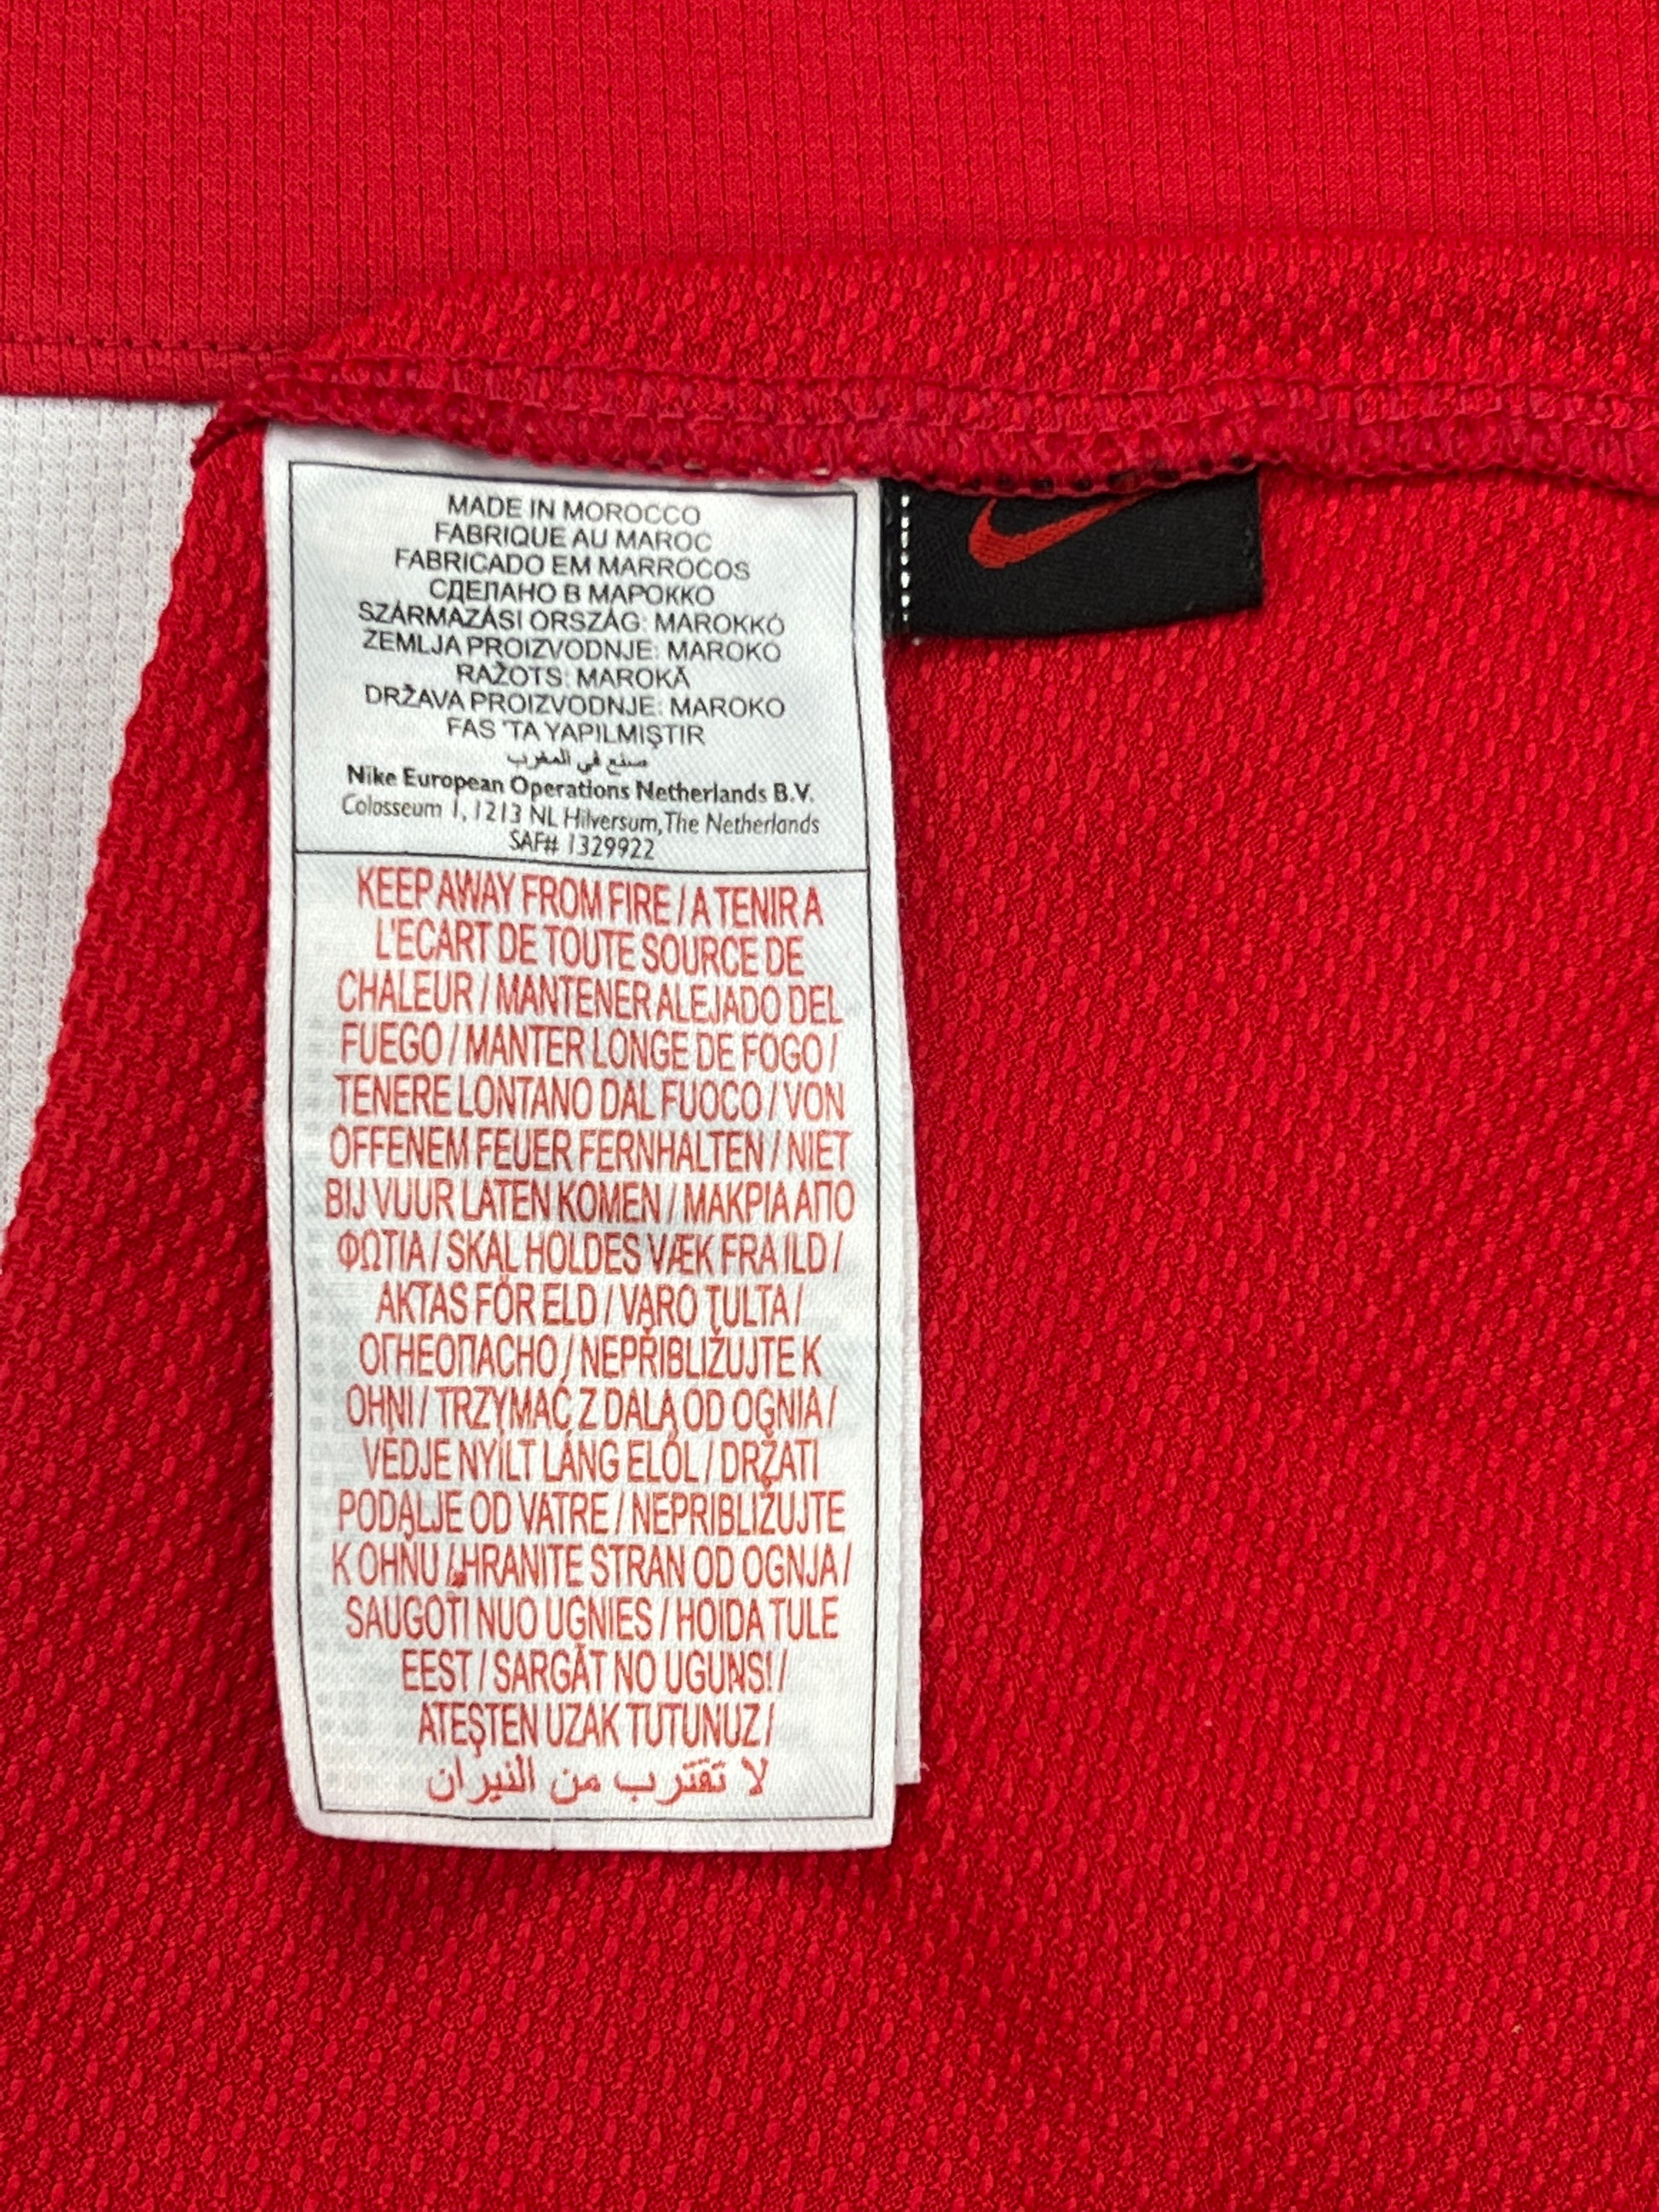 MADE IN MOROCCO
FABRIQUE AU MAROC
FABRICADO EM MARROCOS
СДЕЛАНО В МАРОККО
SZÁRMAZÁSI ORSZÁG: MAROKKÓ
ZEMLJA PROIZVODNJE: MAROKO
RAŽOTS: MAROKĀ
DRŽAVA PROIZVODNJE: MAROKO
FAS 'TA YAPILMIŞTIR
صنع في المغرب
Nike European Operations Netherlands B.V.
Colosseum 1, 1213 NL Hilversum, The Netherlands
SAF# 1329922
KEEP AWAY FROM FIRE / A TENIR A
L'ECART DE TOUTE SOURCE DE
CHALEUR / MANTENER ALEJADO DEL
FUEGO / MANTER LONGE DE FOGO /
TENERE LONTANO DAL FUOCO / VON
OFFENEM FEUER FERNHALTEN / NIET
BIJ VUUR LATEN KOMEN / ΜΑΚΡΙΑ ΑΠΟ
ΦΩΤΙΑ / SKAL HOLDES VÆK FRA ILD /
AKTAS FÖR ELD / VARO TULTA /
ОГНЕОПАСНО / NEPŘIBLIŽUJTE K
OHNI / TRZYMAĆ Z DALA OD OGNIA /
VEDJE NYÍLT LÁNG ELŐL / DRŽATI
PODALJE OD VATRE / NEPRIBLIŽUJTE
K OHŇU / HRANITE STRAN OD OGNJA /
SAUGOTI NUO UGNIES / HOIDA TULE
EEST / SARGĀT NO UGUNS! /
ATEŞTEN UZAK TUTUNUZ /
لا تقترب من النيران